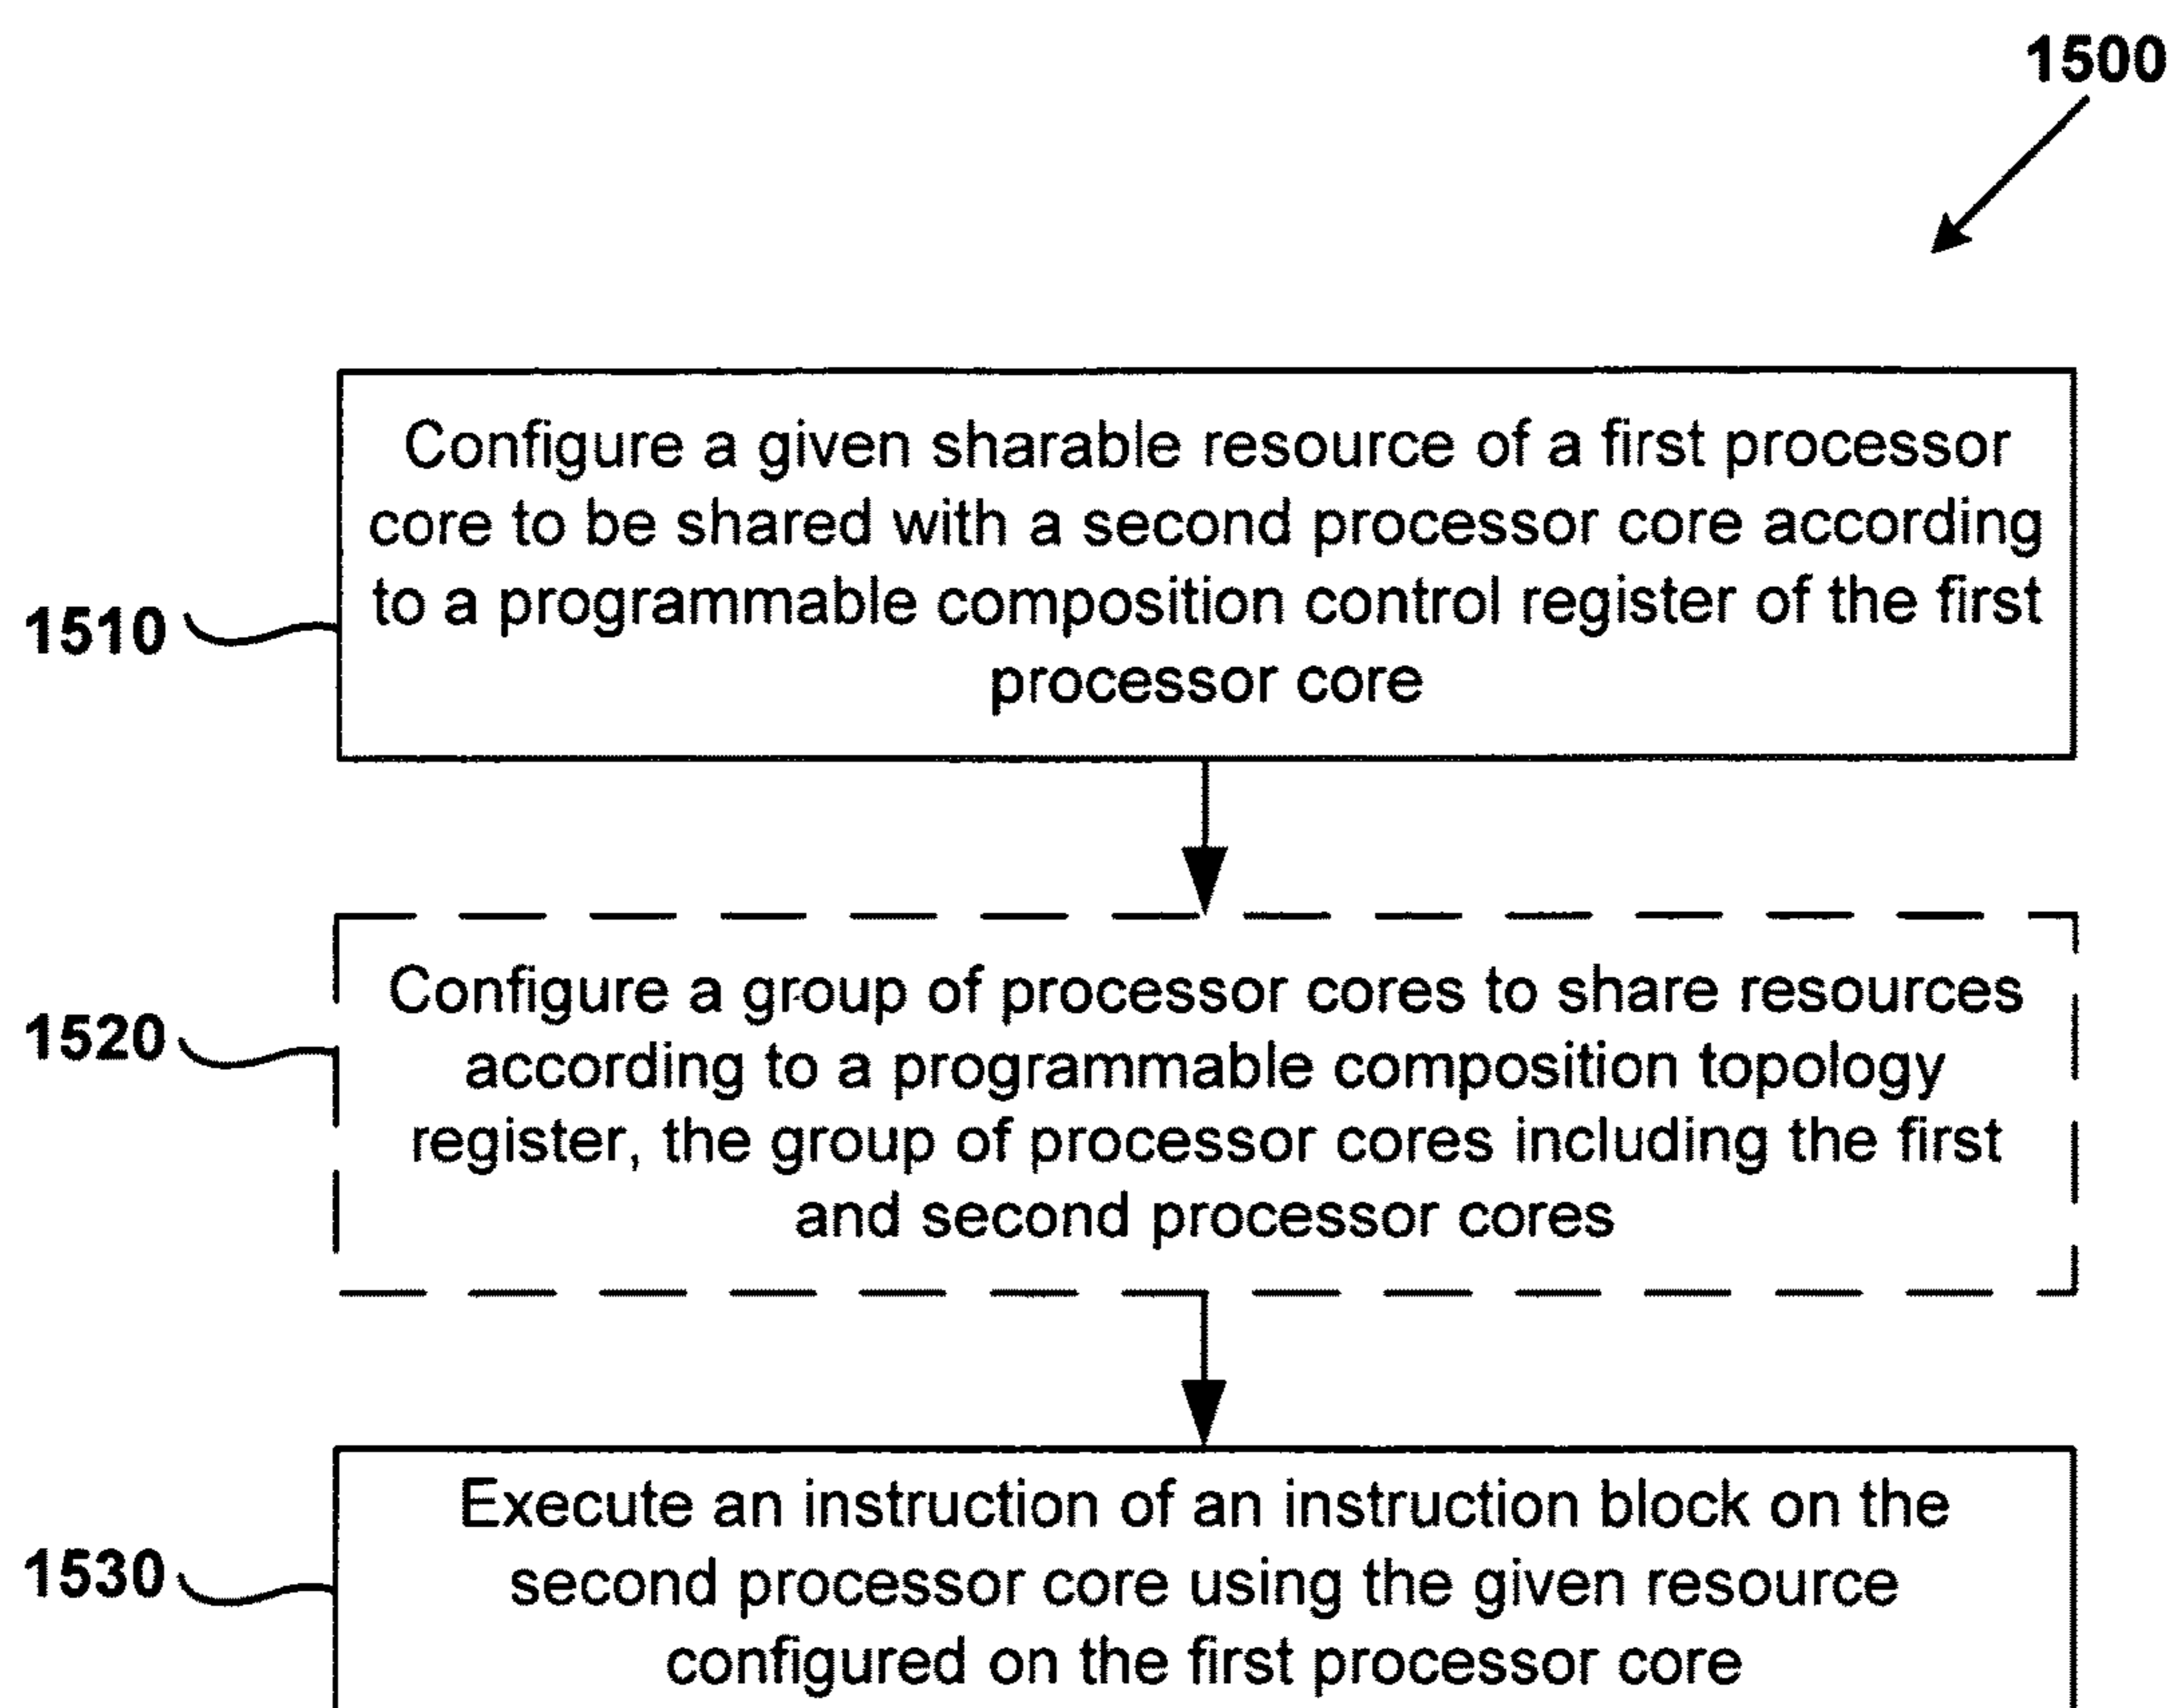 1500
Configure a given sharable resource of a first processor
core to be shared with a second processor core according
to a programmable composition control register of the first
processor core
1510
Configure a group of processor cores to share resources
according to a programmable composition topology
register, the group of processor cores including the first
and second processor cores
1520
Execute an instruction of an instruction block on the
second processor core using the given resource
configured on the first processor core
1530